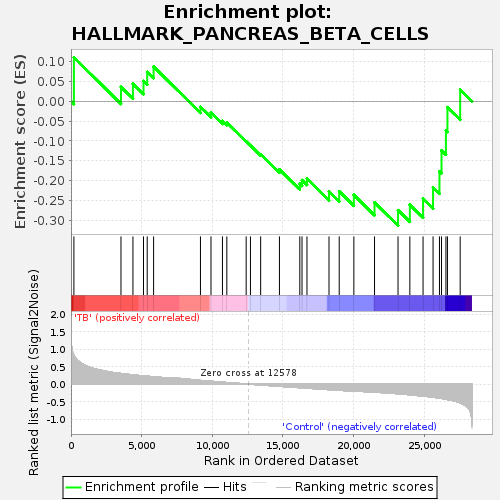 Enrichment plot:
HALLMARK_PANCREAS_BETA_CELLS
Enrichment score (ES)
0.10
0.05
0.00
-0.05
-0.10
-0.15
-0.20
-0.25
-0.30
'TB' (positively correlated)
Ranked list metric (Signal2Noise)
2.0
1.5
1.0
0.5
0.0
-0.5
-1.0
Zero cross at 12578
'Control' (negatively correlated)
0
5,000
10,000
15,000
20,000
25,000
Rank in Ordered Dataset
Enrichment profile
Hits
Ranking metric scores